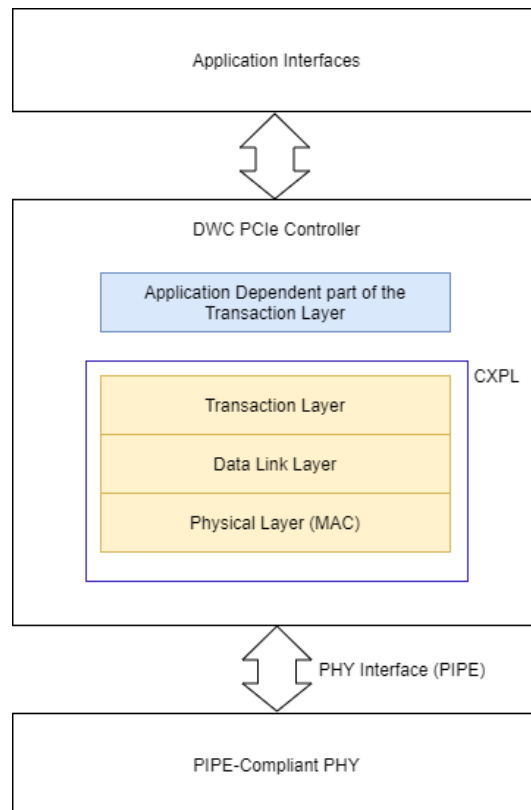 Application Interfaces
DWC PCIe Controller
Application Dependent part of the
Transaction Layer
CXPL
Transaction Layer
Data Link Layer
Physical Layer (MAC)
PHY Interface (PIPE)
PIPE-Compliant PHY